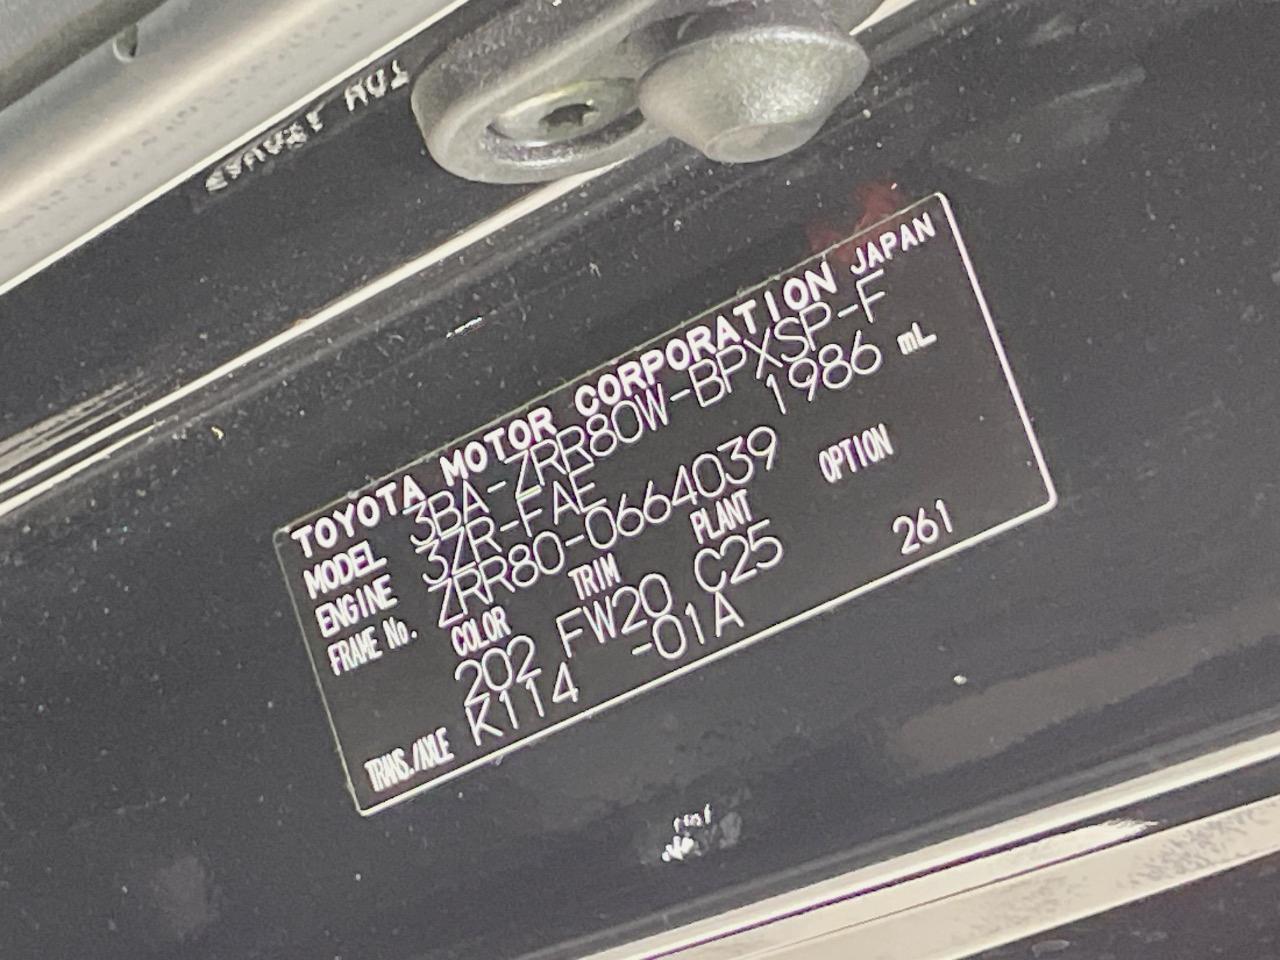 TOYOTA MOTOR CORPORATION JAPAN
MODEL 3BA-ZRR80W-BPXSP-F
ENGINE 3ZR-FAE 1986 mL
FRAME No. ZRR80-0664039
COLOR TRIM PLANT OPTION
202 FW20 C25 261
TRANS./AXLE K114 -01A